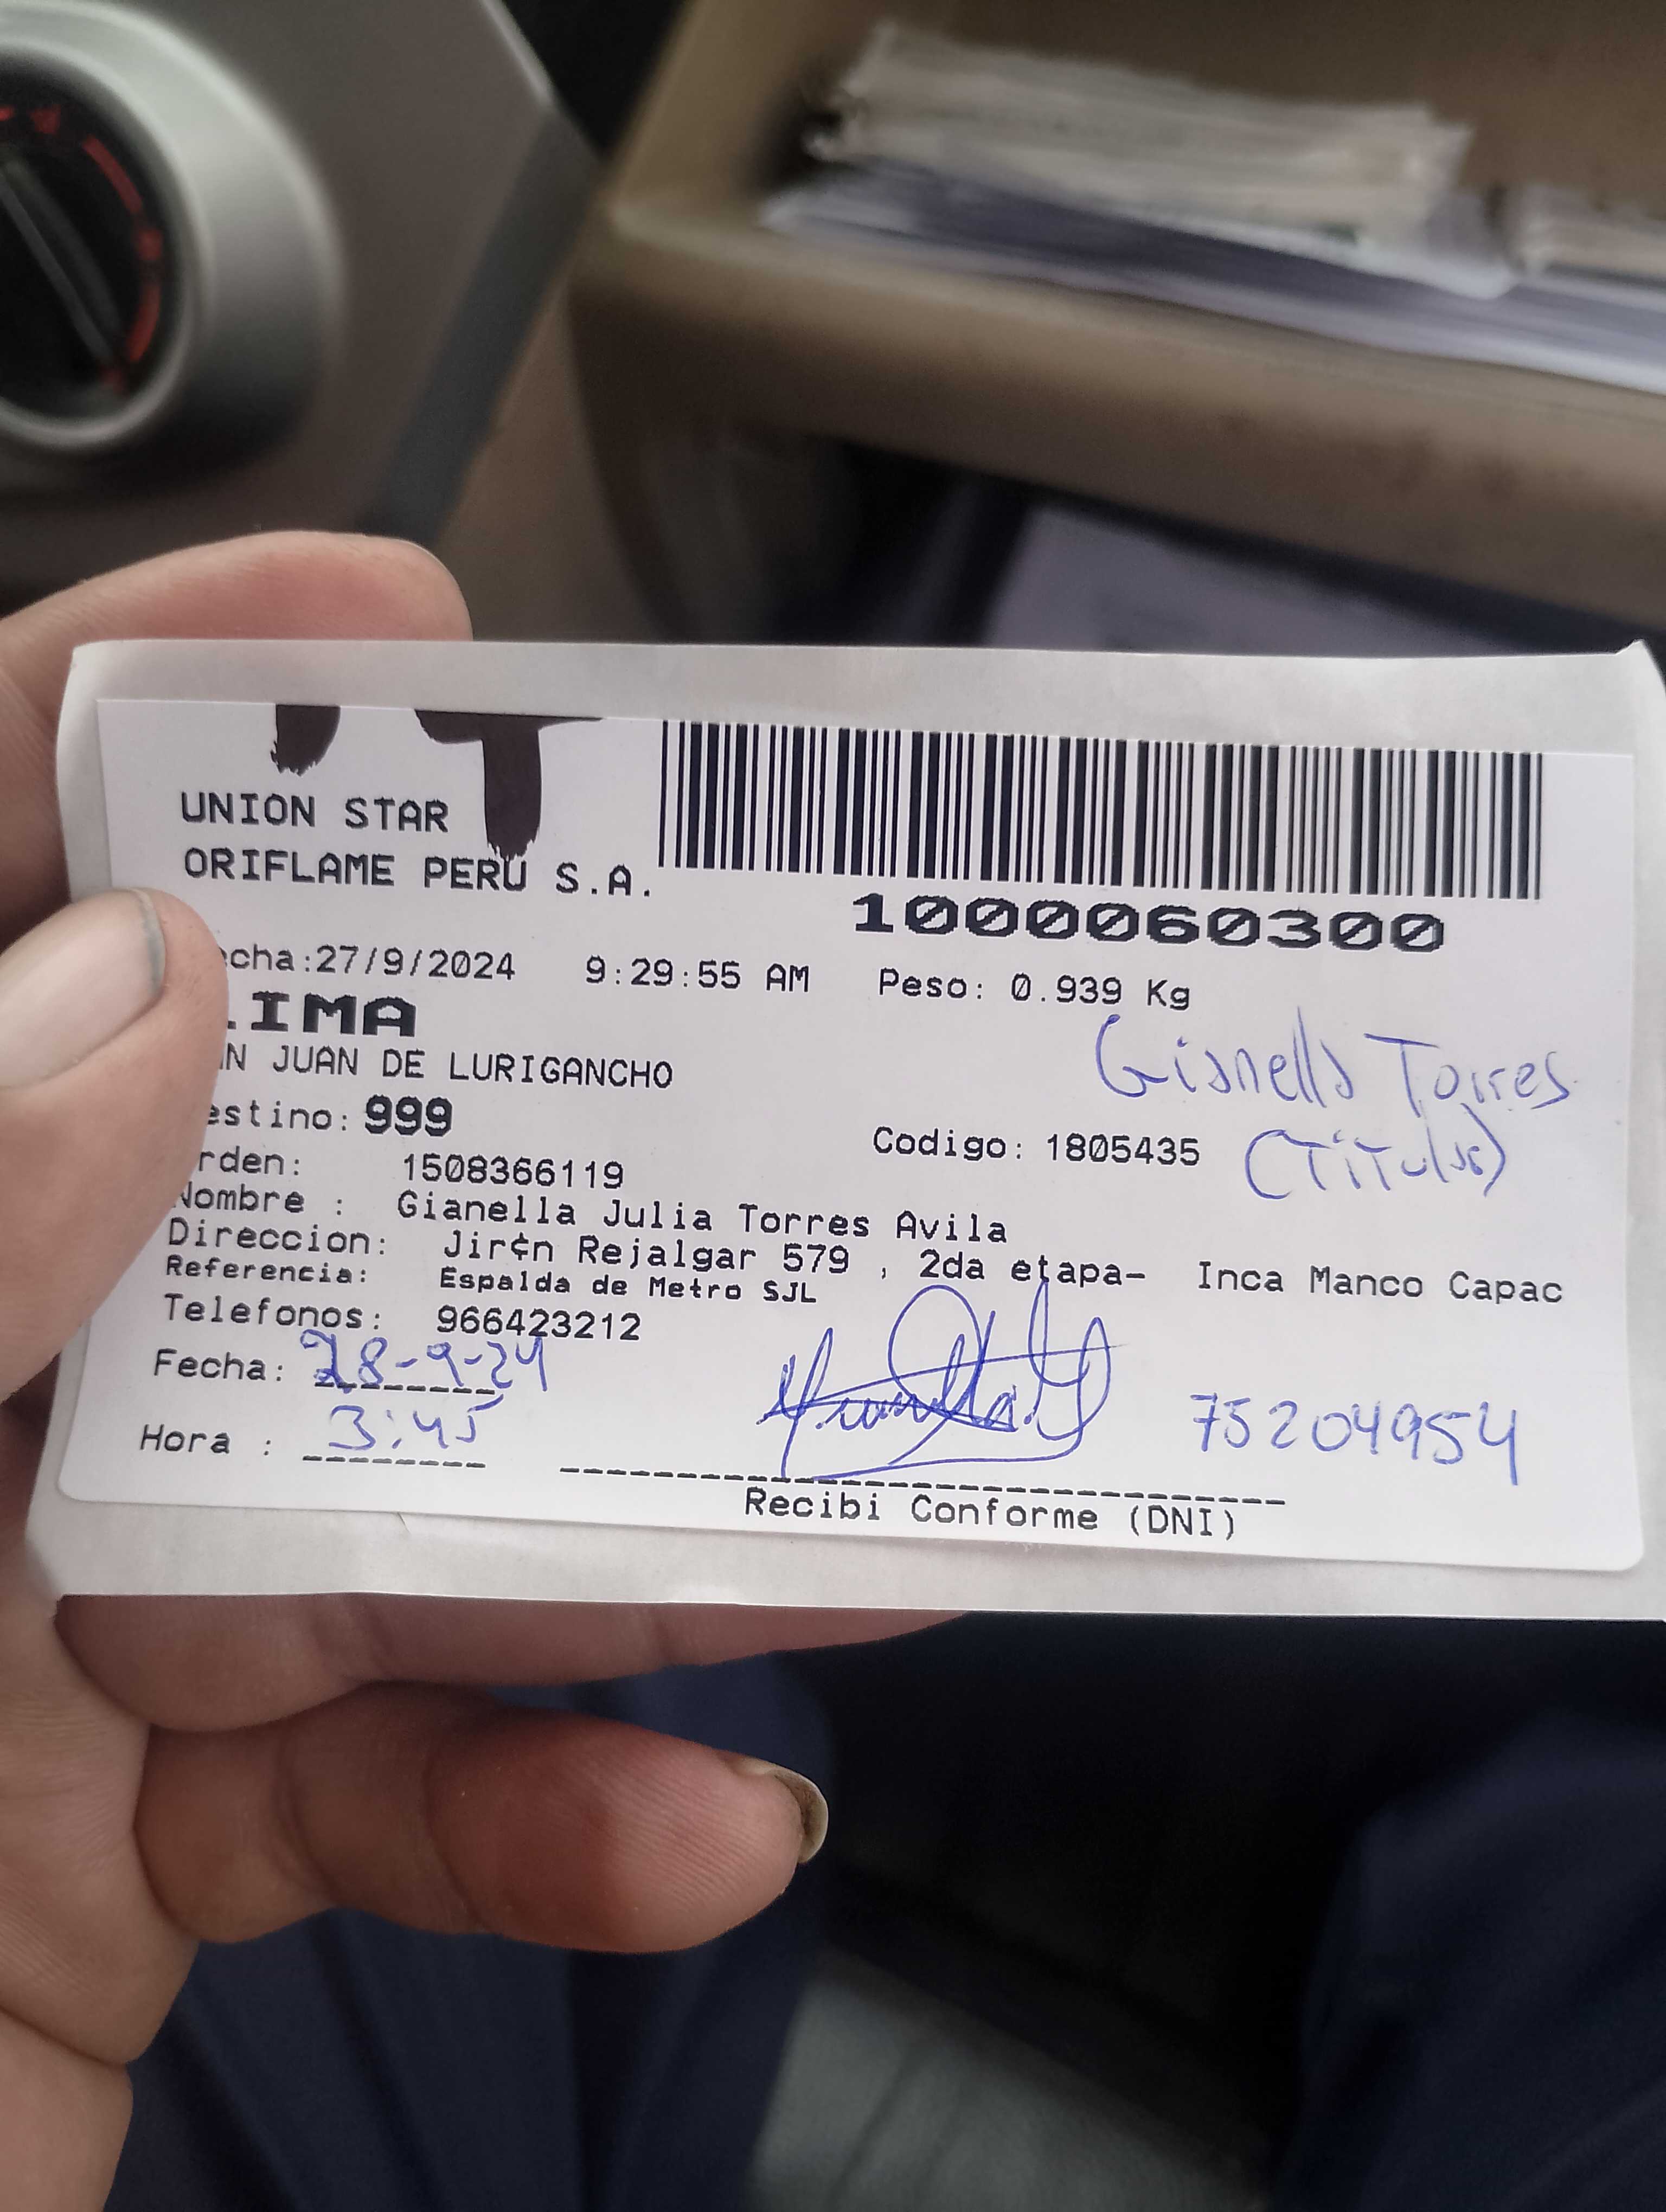 UNION STAR
ORIFLAME PERU S.A.
1000060300
cha:27/9/2024 9:29:55 AM Peso: 0.939 Kg
LIMA
N JUAN DE LURIGANCHO
Gianella Torres
estino: 999
Codigo: 1805435 (Titular)
rden: 1508366119
Nombre : Gianella Julia Torres Avila
Direccion: Jir¢n Rejalgar 579 , 2da etapa- Inca Manco Capac
Referencia: Espalda de Metro SJL
Telefonos: 966423212
Fecha: 28-9-24
Hora : 3:45
75204954
Recibi Conforme (DNI)